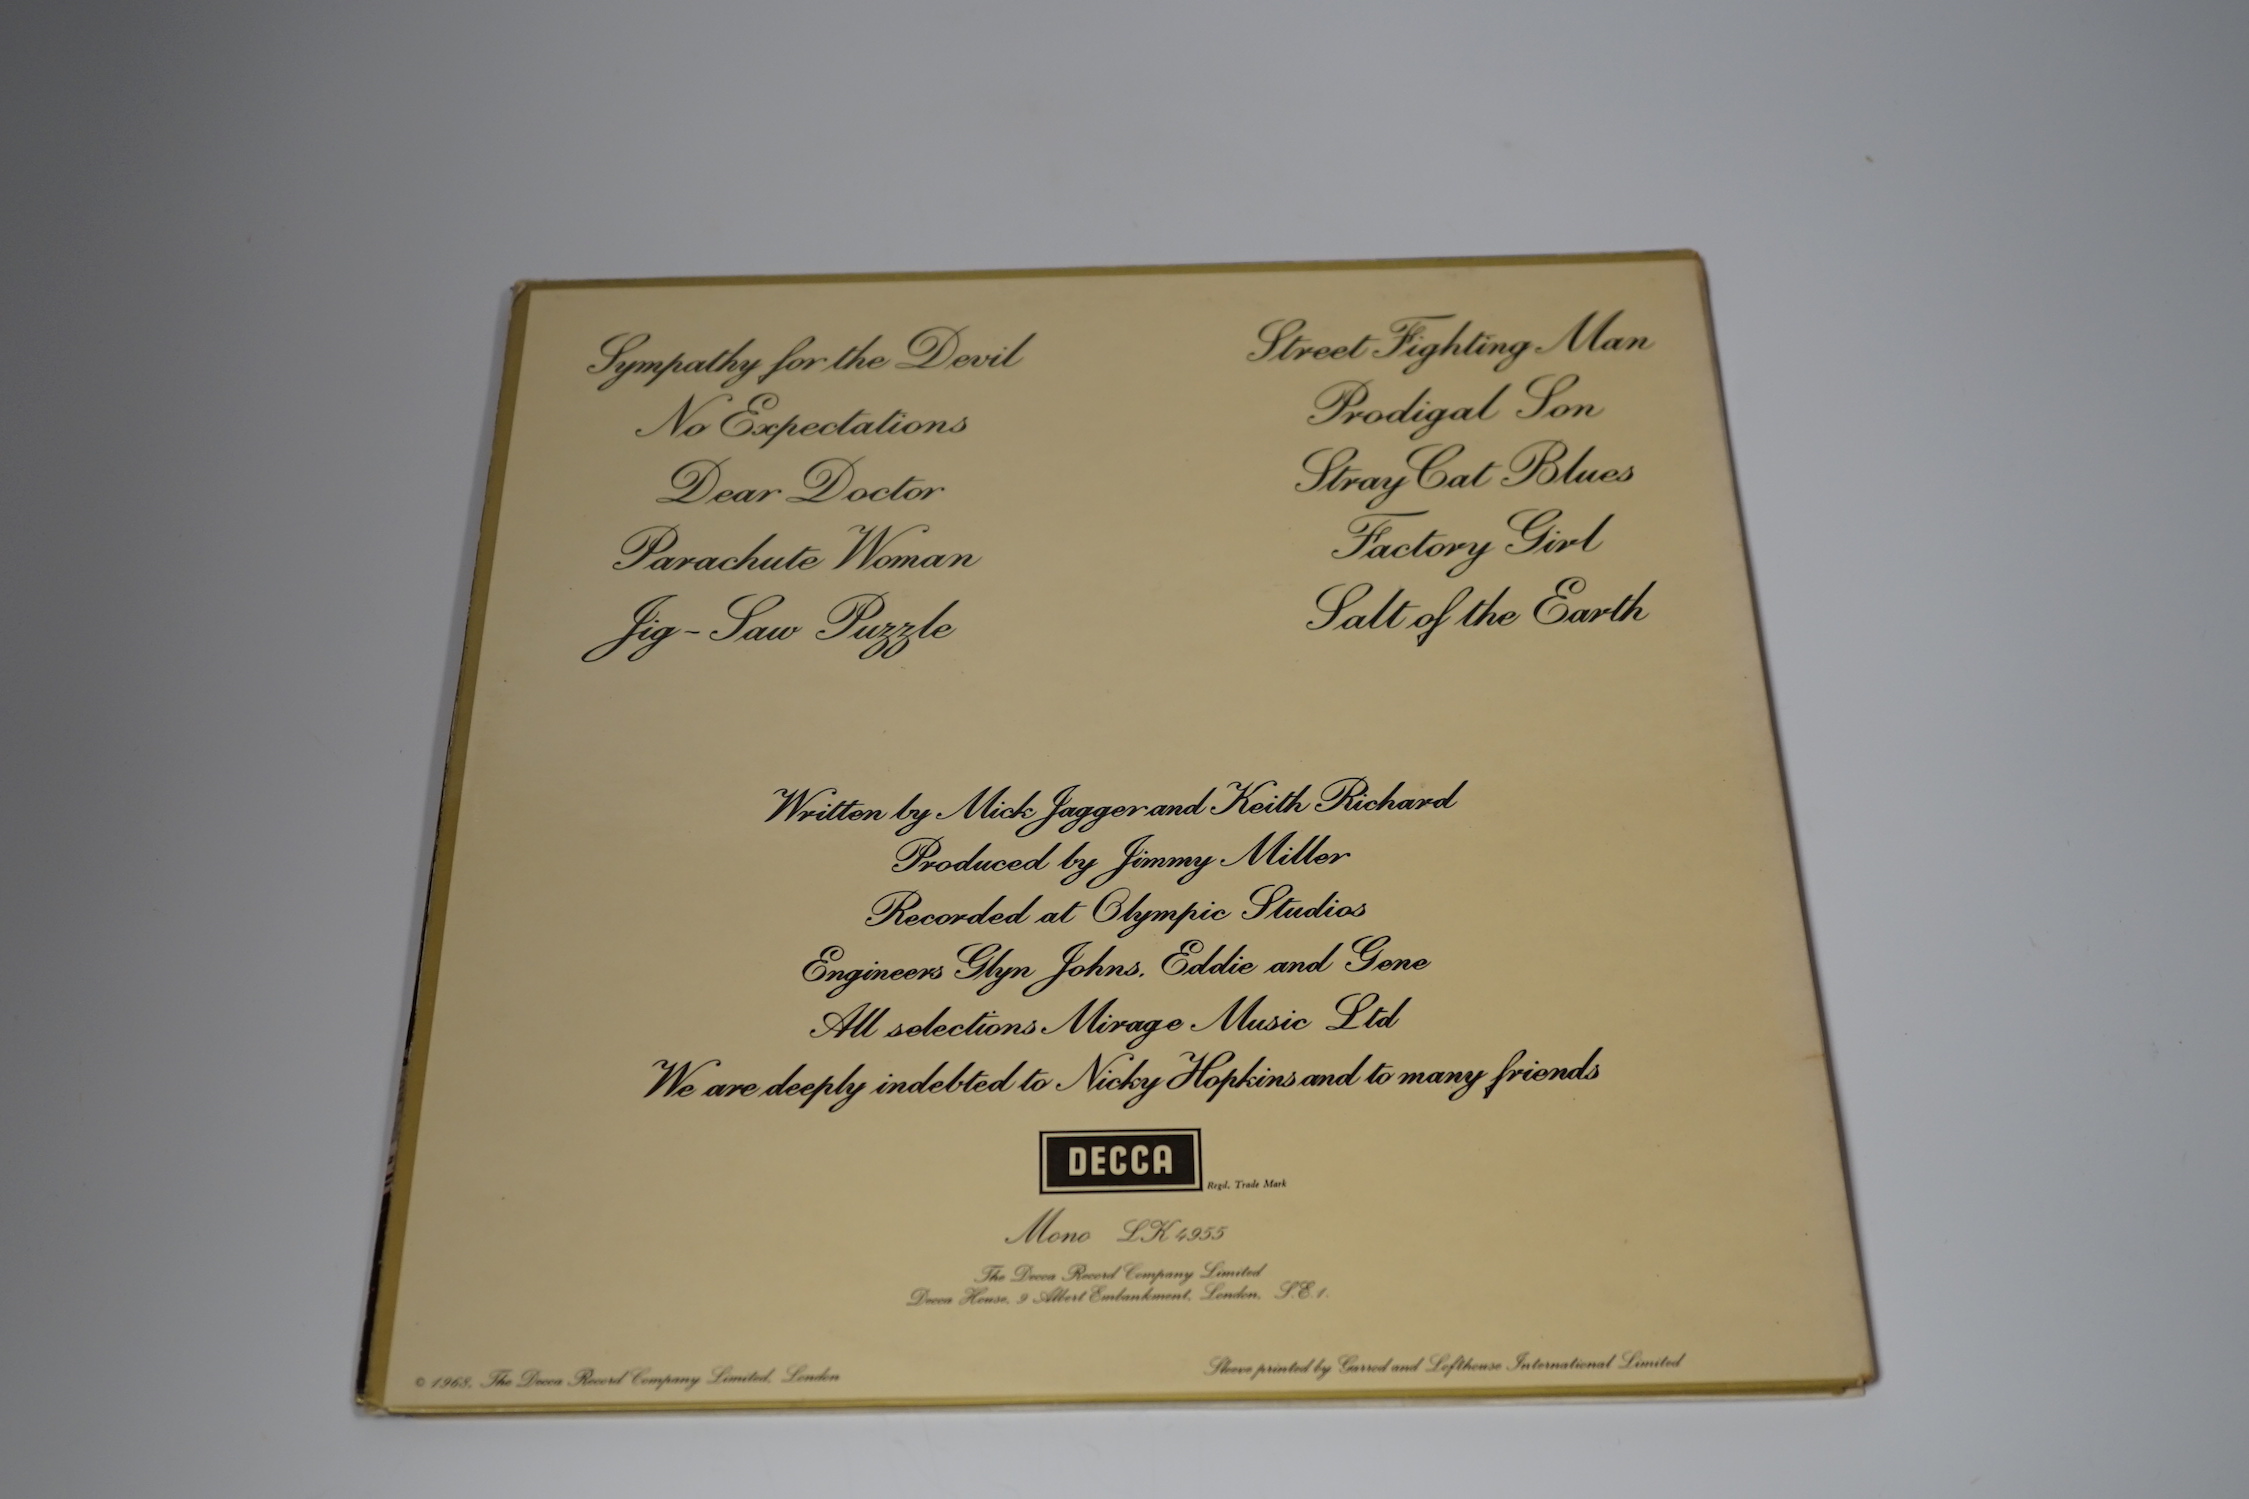 Sympathy for the Devil
No Expectations
Dear Doctor
Parachute Woman
Jig-Saw Puzzle
Street Fighting Man
Prodigal Son
Stray Cat Blues
Factory Girl
Salt of the Earth
Written by Mick Jagger and Keith Richard
Produced by Jimmy Miller
Recorded at Olympic Studios
Engineers Glyn Johns. Eddie and Gene
All selections Mirage Music Ltd
We are deeply indebted to Nicky Hopkins and to many friends
DECCA
Regd. Trade Mark
Mono LK 4955
The Decca Record Company Limited
Decca House, 9 Albert Embankment, London, S.E.1.
© 1968, The Decca Record Company Limited, London
Sleeve printed by Garrod and Lofthouse International Limited